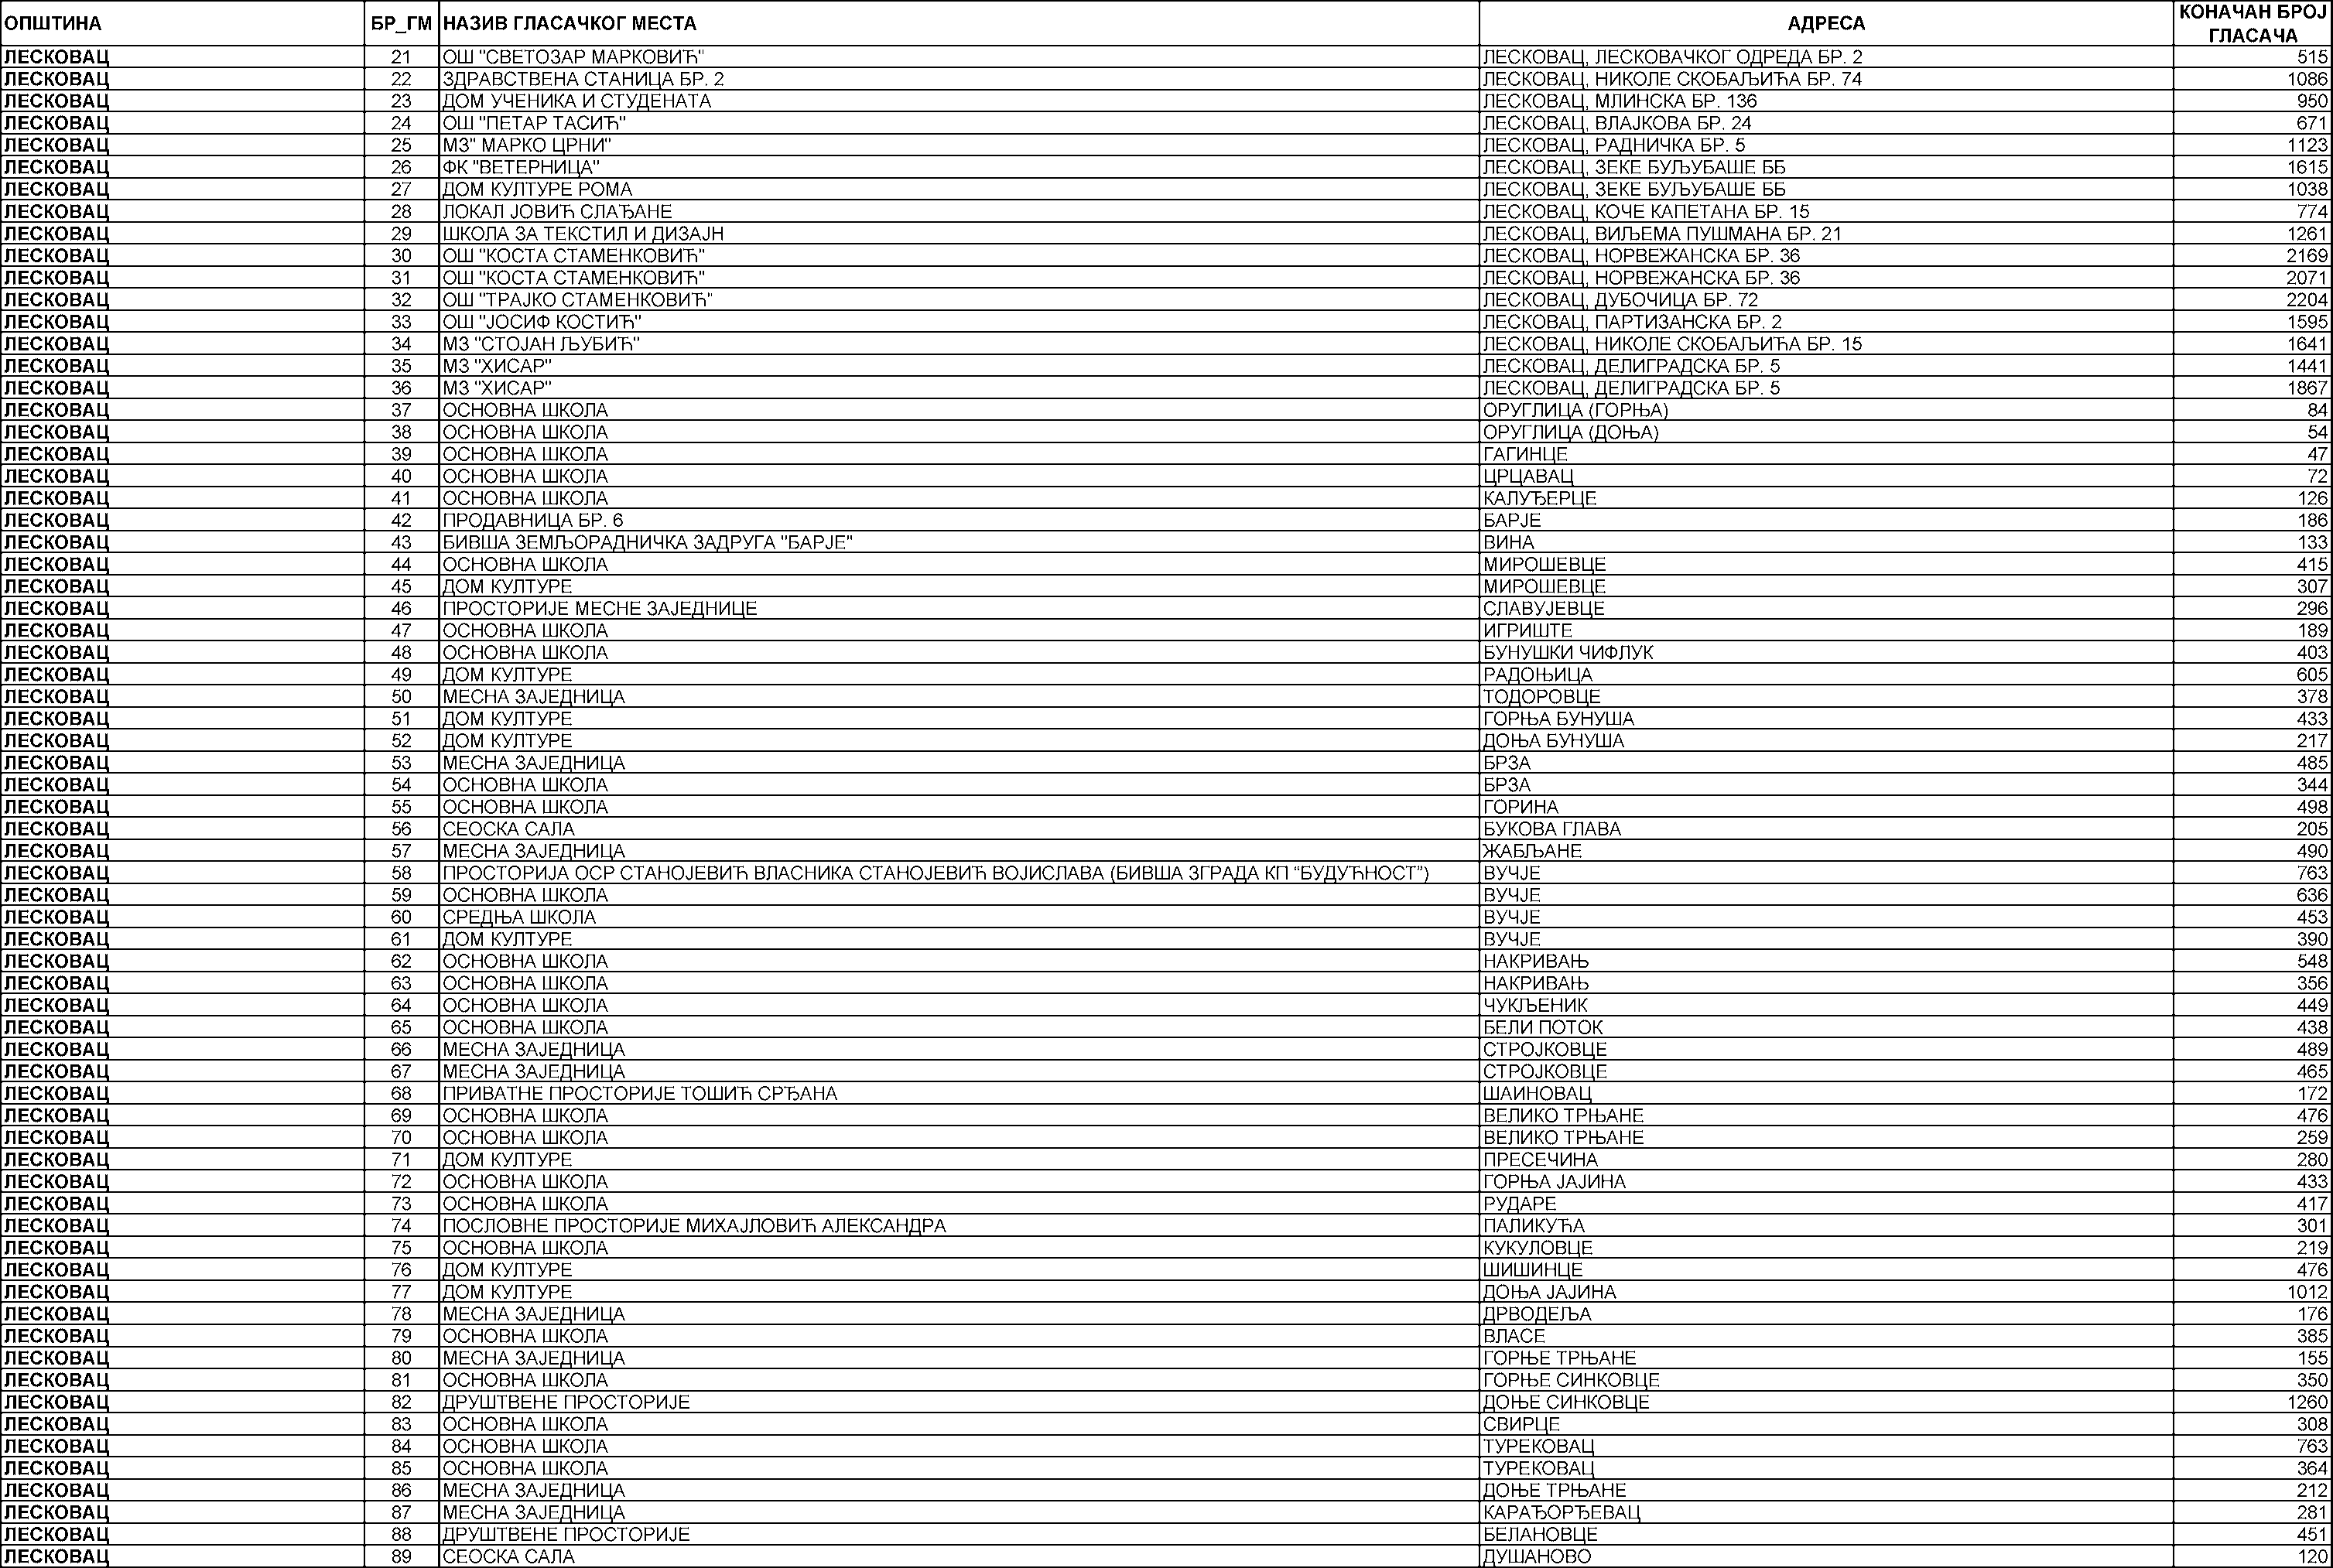 ОПШТИНА БР_ГМ НАЗИВ ГЛАСАЧКОГ МЕСТА АДРЕСА КОНАЧАН БРОЈ ГЛАСАЧА
ЛЕСКОВАЦ 21 ОШ "СВЕТОЗАР МАРКОВИЋ" ЛЕСКОВАЦ, ЛЕСКОВАЧКОГ ОДРЕДА БР. 2 515
ЛЕСКОВАЦ 22 ЗДРАВСТВЕНА СТАНИЦА БР. 2 ЛЕСКОВАЦ, НИКОЛЕ СКОБАЉИЋА БР. 74 1086
ЛЕСКОВАЦ 23 ДОМ УЧЕНИКА И СТУДЕНАТА ЛЕСКОВАЦ, МЛИНСКА БР. 136 950
ЛЕСКОВАЦ 24 ОШ "ПЕТАР ТАСИЋ" ЛЕСКОВАЦ, ВЛАЈКОВА БР. 24 671
ЛЕСКОВАЦ 25 МЗ" МАРКО ЦРНИ" ЛЕСКОВАЦ, РАДНИЧКА БР. 5 1123
ЛЕСКОВАЦ 26 ФК "ВЕТЕРНИЦА" ЛЕСКОВАЦ, ЗЕКЕ БУЉУБАШЕ ББ 1615
ЛЕСКОВАЦ 27 ДОМ КУЛТУРЕ РОМА ЛЕСКОВАЦ, ЗЕКЕ БУЉУБАШЕ ББ 1038
ЛЕСКОВАЦ 28 ЛОКАЛ ЈОВИЋ СЛАЂАНЕ ЛЕСКОВАЦ, КОЧЕ КАПЕТАНА БР. 15 774
ЛЕСКОВАЦ 29 ШКОЛА ЗА ТЕКСТИЛ И ДИЗАЈН ЛЕСКОВАЦ, ВИЉЕМА ПУШМАНА БР. 21 1261
ЛЕСКОВАЦ 30 ОШ "КОСТА СТАМЕНКОВИЋ" ЛЕСКОВАЦ, НОРВЕЖАНСКА БР. 36 2169
ЛЕСКОВАЦ 31 ОШ "КОСТА СТАМЕНКОВИЋ" ЛЕСКОВАЦ, НОРВЕЖАНСКА БР. 36 2071
ЛЕСКОВАЦ 32 ОШ "ТРАЈКО СТАМЕНКОВИЋ" ЛЕСКОВАЦ, ДУБОЧИЦА БР. 72 2204
ЛЕСКОВАЦ 33 ОШ "ЈОСИФ КОСТИЋ" ЛЕСКОВАЦ, ПАРТИЗАНСКА БР. 2 1595
ЛЕСКОВАЦ 34 МЗ "СТОЈАН ЉУБИЋ" ЛЕСКОВАЦ, НИКОЛЕ СКОБАЉИЋА БР. 15 1641
ЛЕСКОВАЦ 35 МЗ "ХИСАР" ЛЕСКОВАЦ, ДЕЛИГРАДСКА БР. 5 1441
ЛЕСКОВАЦ 36 МЗ "ХИСАР" ЛЕСКОВАЦ, ДЕЛИГРАДСКА БР. 5 1867
ЛЕСКОВАЦ 37 ОСНОВНА ШКОЛА ОРУГЛИЦА (ГОРЊА) 84
ЛЕСКОВАЦ 38 ОСНОВНА ШКОЛА ОРУГЛИЦА (ДОЊА) 54
ЛЕСКОВАЦ 39 ОСНОВНА ШКОЛА ГАГИНЦЕ 47
ЛЕСКОВАЦ 40 ОСНОВНА ШКОЛА ЦРЦАВАЦ 72
ЛЕСКОВАЦ 41 ОСНОВНА ШКОЛА КАЛУЂЕРЦЕ 126
ЛЕСКОВАЦ 42 ПРОДАВНИЦА БР. 6 БАРЈЕ 186
ЛЕСКОВАЦ 43 БИВША ЗЕМЉОРАДНИЧКА ЗАДРУГА "БАРЈЕ" ВИНА 133
ЛЕСКОВАЦ 44 ОСНОВНА ШКОЛА МИРОШЕВЦЕ 415
ЛЕСКОВАЦ 45 ДОМ КУЛТУРЕ МИРОШЕВЦЕ 307
ЛЕСКОВАЦ 46 ПРОСТОРИЈЕ МЕСНЕ ЗАЈЕДНИЦЕ СЛАВУЈЕВЦЕ 296
ЛЕСКОВАЦ 47 ОСНОВНА ШКОЛА ИГРИШТЕ 189
ЛЕСКОВАЦ 48 ОСНОВНА ШКОЛА БУНУШКИ ЧИФЛУК 403
ЛЕСКОВАЦ 49 ДОМ КУЛТУРЕ РАДОЊИЦА 605
ЛЕСКОВАЦ 50 МЕСНА ЗАЈЕДНИЦА ТОДОРОВЦЕ 378
ЛЕСКОВАЦ 51 ДОМ КУЛТУРЕ ГОРЊА БУНУША 433
ЛЕСКОВАЦ 52 ДОМ КУЛТУРЕ ДОЊА БУНУША 217
ЛЕСКОВАЦ 53 МЕСНА ЗАЈЕДНИЦА БРЗА 485
ЛЕСКОВАЦ 54 ОСНОВНА ШКОЛА БРЗА 344
ЛЕСКОВАЦ 55 ОСНОВНА ШКОЛА ГОРИНА 498
ЛЕСКОВАЦ 56 СЕОСКА САЛА БУКОВА ГЛАВА 205
ЛЕСКОВАЦ 57 МЕСНА ЗАЈЕДНИЦА ЖАБЉАНЕ 490
ЛЕСКОВАЦ 58 ПРОСТОРИЈА ОСР СТАНОЈЕВИЋ ВЛАСНИКА СТАНОЈЕВИЋ ВОЈИСЛАВА (БИВША ЗГРАДА КП “БУДУЋНОСТ”) ВУЧЈЕ 763
ЛЕСКОВАЦ 59 ОСНОВНА ШКОЛА ВУЧЈЕ 636
ЛЕСКОВАЦ 60 СРЕДЊА ШКОЛА ВУЧЈЕ 453
ЛЕСКОВАЦ 61 ДОМ КУЛТУРЕ ВУЧЈЕ 390
ЛЕСКОВАЦ 62 ОСНОВНА ШКОЛА НАКРИВАЊ 548
ЛЕСКОВАЦ 63 ОСНОВНА ШКОЛА НАКРИВАЊ 356
ЛЕСКОВАЦ 64 ОСНОВНА ШКОЛА ЧУКЉЕНИК 449
ЛЕСКОВАЦ 65 ОСНОВНА ШКОЛА БЕЛИ ПОТОК 438
ЛЕСКОВАЦ 66 МЕСНА ЗАЈЕДНИЦА СТРОЈКОВЦЕ 489
ЛЕСКОВАЦ 67 МЕСНА ЗАЈЕДНИЦА СТРОЈКОВЦЕ 465
ЛЕСКОВАЦ 68 ПРИВАТНЕ ПРОСТОРИЈЕ ТОШИЋ СРЂАНА ШАИНОВАЦ 172
ЛЕСКОВАЦ 69 ОСНОВНА ШКОЛА ВЕЛИКО ТРЊАНЕ 476
ЛЕСКОВАЦ 70 ОСНОВНА ШКОЛА ВЕЛИКО ТРЊАНЕ 259
ЛЕСКОВАЦ 71 ДОМ КУЛТУРЕ ПРЕСЕЧИНА 280
ЛЕСКОВАЦ 72 ОСНОВНА ШКОЛА ГОРЊА ЈАЈИНА 433
ЛЕСКОВАЦ 73 ОСНОВНА ШКОЛА РУДАРЕ 417
ЛЕСКОВАЦ 74 ПОСЛОВНЕ ПРОСТОРИЈЕ МИХАЈЛОВИЋ АЛЕКСАНДРА ПАЛИКУЋА 301
ЛЕСКОВАЦ 75 ОСНОВНА ШКОЛА КУКУЛОВЦЕ 219
ЛЕСКОВАЦ 76 ДОМ КУЛТУРЕ ШИШИНЦЕ 476
ЛЕСКОВАЦ 77 ДОМ КУЛТУРЕ ДОЊА ЈАЈИНА 1012
ЛЕСКОВАЦ 78 МЕСНА ЗАЈЕДНИЦА ДРВОДЕЉА 176
ЛЕСКОВАЦ 79 ОСНОВНА ШКОЛА ВЛАСЕ 385
ЛЕСКОВАЦ 80 МЕСНА ЗАЈЕДНИЦА ГОРЊЕ ТРЊАНЕ 155
ЛЕСКОВАЦ 81 ОСНОВНА ШКОЛА ГОРЊЕ СИНКОВЦЕ 350
ЛЕСКОВАЦ 82 ДРУШТВЕНЕ ПРОСТОРИЈЕ ДОЊЕ СИНКОВЦЕ 1260
ЛЕСКОВАЦ 83 ОСНОВНА ШКОЛА СВИРЦЕ 308
ЛЕСКОВАЦ 84 ОСНОВНА ШКОЛА ТУРЕКОВАЦ 763
ЛЕСКОВАЦ 85 ОСНОВНА ШКОЛА ТУРЕКОВАЦ 364
ЛЕСКОВАЦ 86 МЕСНА ЗАЈЕДНИЦА ДОЊЕ ТРЊАНЕ 212
ЛЕСКОВАЦ 87 МЕСНА ЗАЈЕДНИЦА КАРАЂОРЂЕВАЦ 281
ЛЕСКОВАЦ 88 ДРУШТВЕНЕ ПРОСТОРИЈЕ БЕЛАНОВЦЕ 451
ЛЕСКОВАЦ 89 СЕОСКА САЛА ДУШАНОВО 120